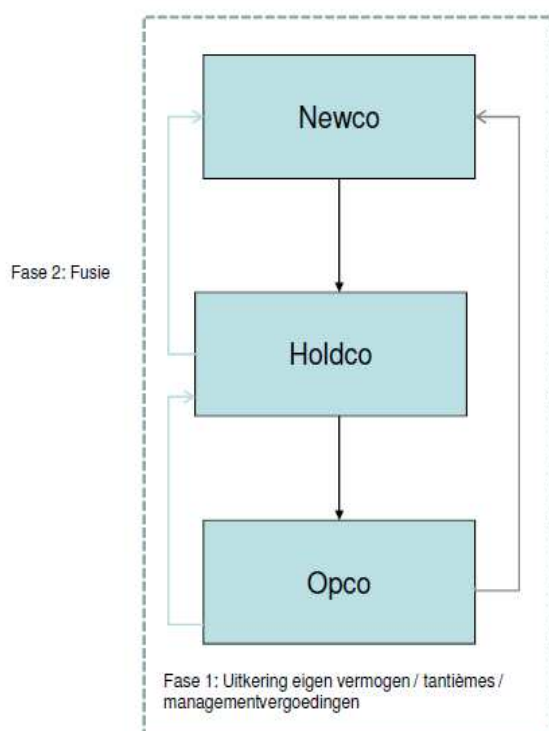 Newco
Fase 2: Fusie
Holdco
Opco
Fase 1: Uitkering eigen vermogen / tantièmes /
managementvergoedingen